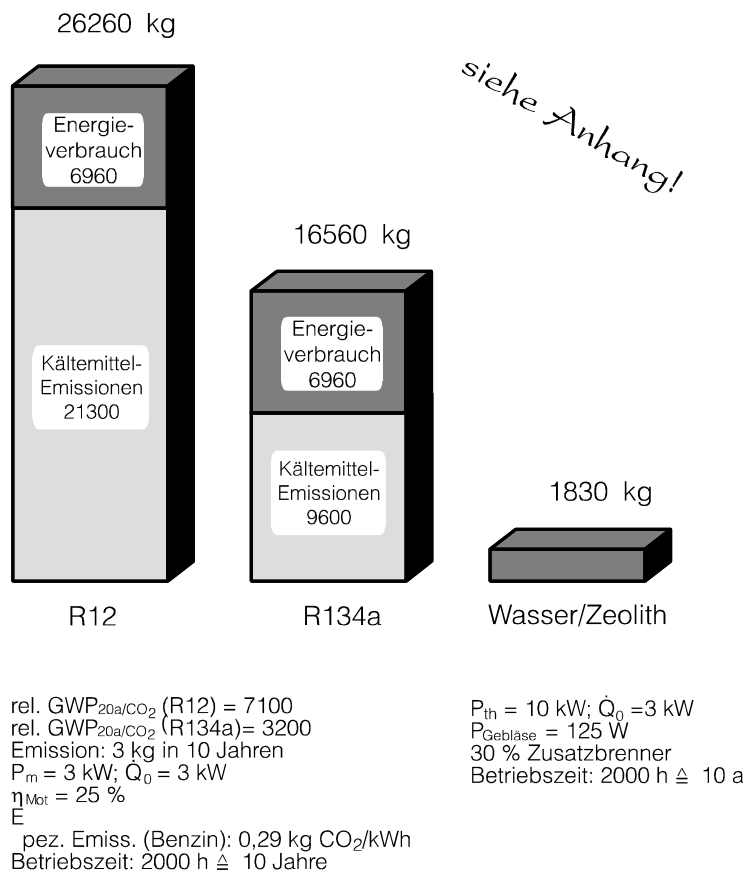 26260 kg
siehe Anhang!
Energie-
verbrauch
6960
16560 kg
Energie-
verbrauch
6960
Kältemittel-
Emissionen
21300
Kältemittel-
Emissionen
9600
1830 kg
R12
R134a
Wasser/Zeolith
rel. GWP20a/CO2 (R12) = 7100
rel. GWP20a/CO2 (R134a)= 3200
Emission: 3 kg in 10 Jahren
Pm = 3 kW; Q̇0 = 3 kW
ηMot = 25 %
E
pez. Emiss. (Benzin): 0,29 kg CO2/kWh
Betriebszeit: 2000 h ≙ 10 Jahre
Pth = 10 kW; Q̇0 =3 kW
PGebläse = 125 W
30 % Zusatzbrenner
Betriebszeit: 2000 h ≙ 10 a